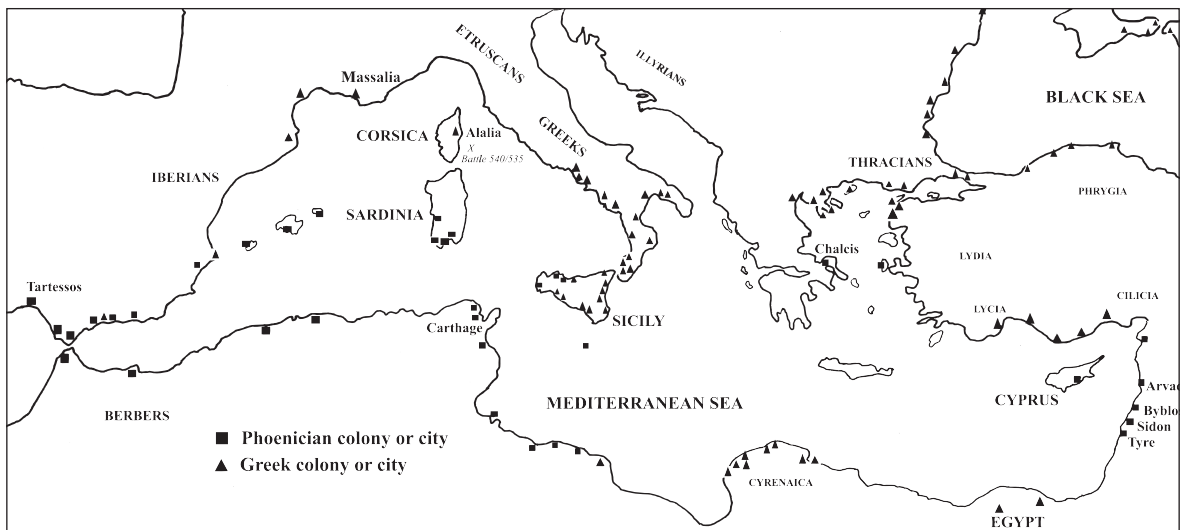 ETRUSCANS
ILLYRIANS
Massalia
BLACK SEA
GREEKS
CORSICA
Alalia
X
Battle 540/535
THRACIANS
IBERIANS
PHRYGIA
SARDINIA
Chalcis
LYDIA
Tartessos
CILICIA
LYCIA
SICILY
Carthage
Arvad
CYPRUS
MEDITERRANEAN SEA
Byblo
BERBERS
Sidon
Phoenician colony or city
Tyre
Greek colony or city
CYRENAICA
EGYPT